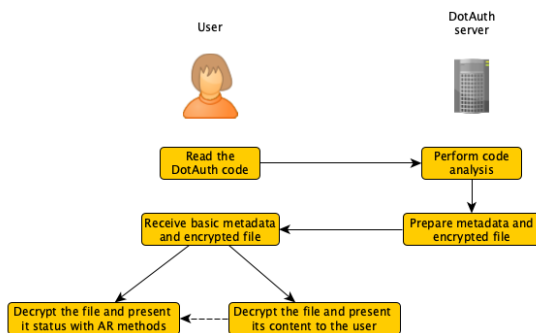 User
DotAuth
server
Read the
DotAuth code
Perform code
analysis
Receive basic metadata
and encrypted file
Prepare metadata and
encrypted file
Decrypt the file and present
it status with AR methods
Decrypt the file and present
its content to the user